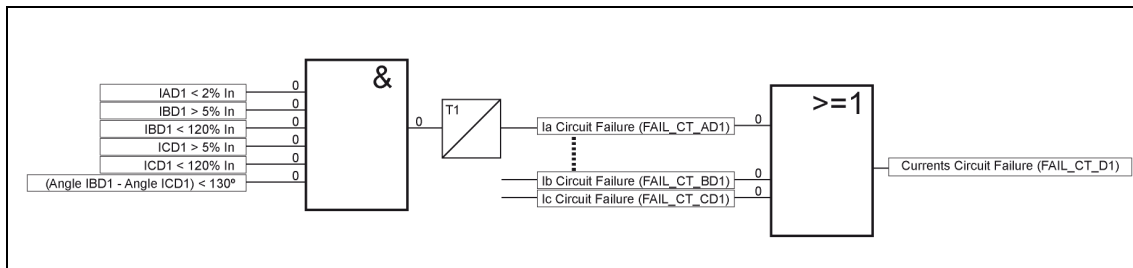 &
>=1
0
IAD1 < 2% In
0
IBD1 > 5% In
0
IBD1 < 120% In
0
ICD1 > 5% In
0
ICD1 < 120% In
0
(Angle IBD1 - Angle ICD1) < 130º
0
T1
Ia Circuit Failure (FAIL_CT_AD1)
0
Ib Circuit Failure (FAIL_CT_BD1)
0
Ic Circuit Failure (FAIL_CT_CD1)
0
Currents Circuit Failure (FAIL_CT_D1)